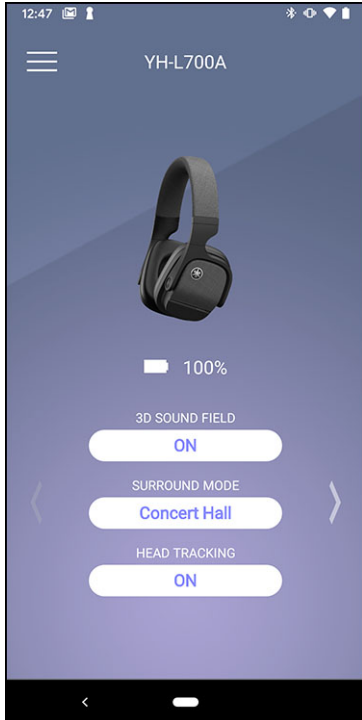 12:47
YH-L700A
100%
3D SOUND FIELD
ON
SURROUND MODE
Concert Hall
HEAD TRACKING
ON